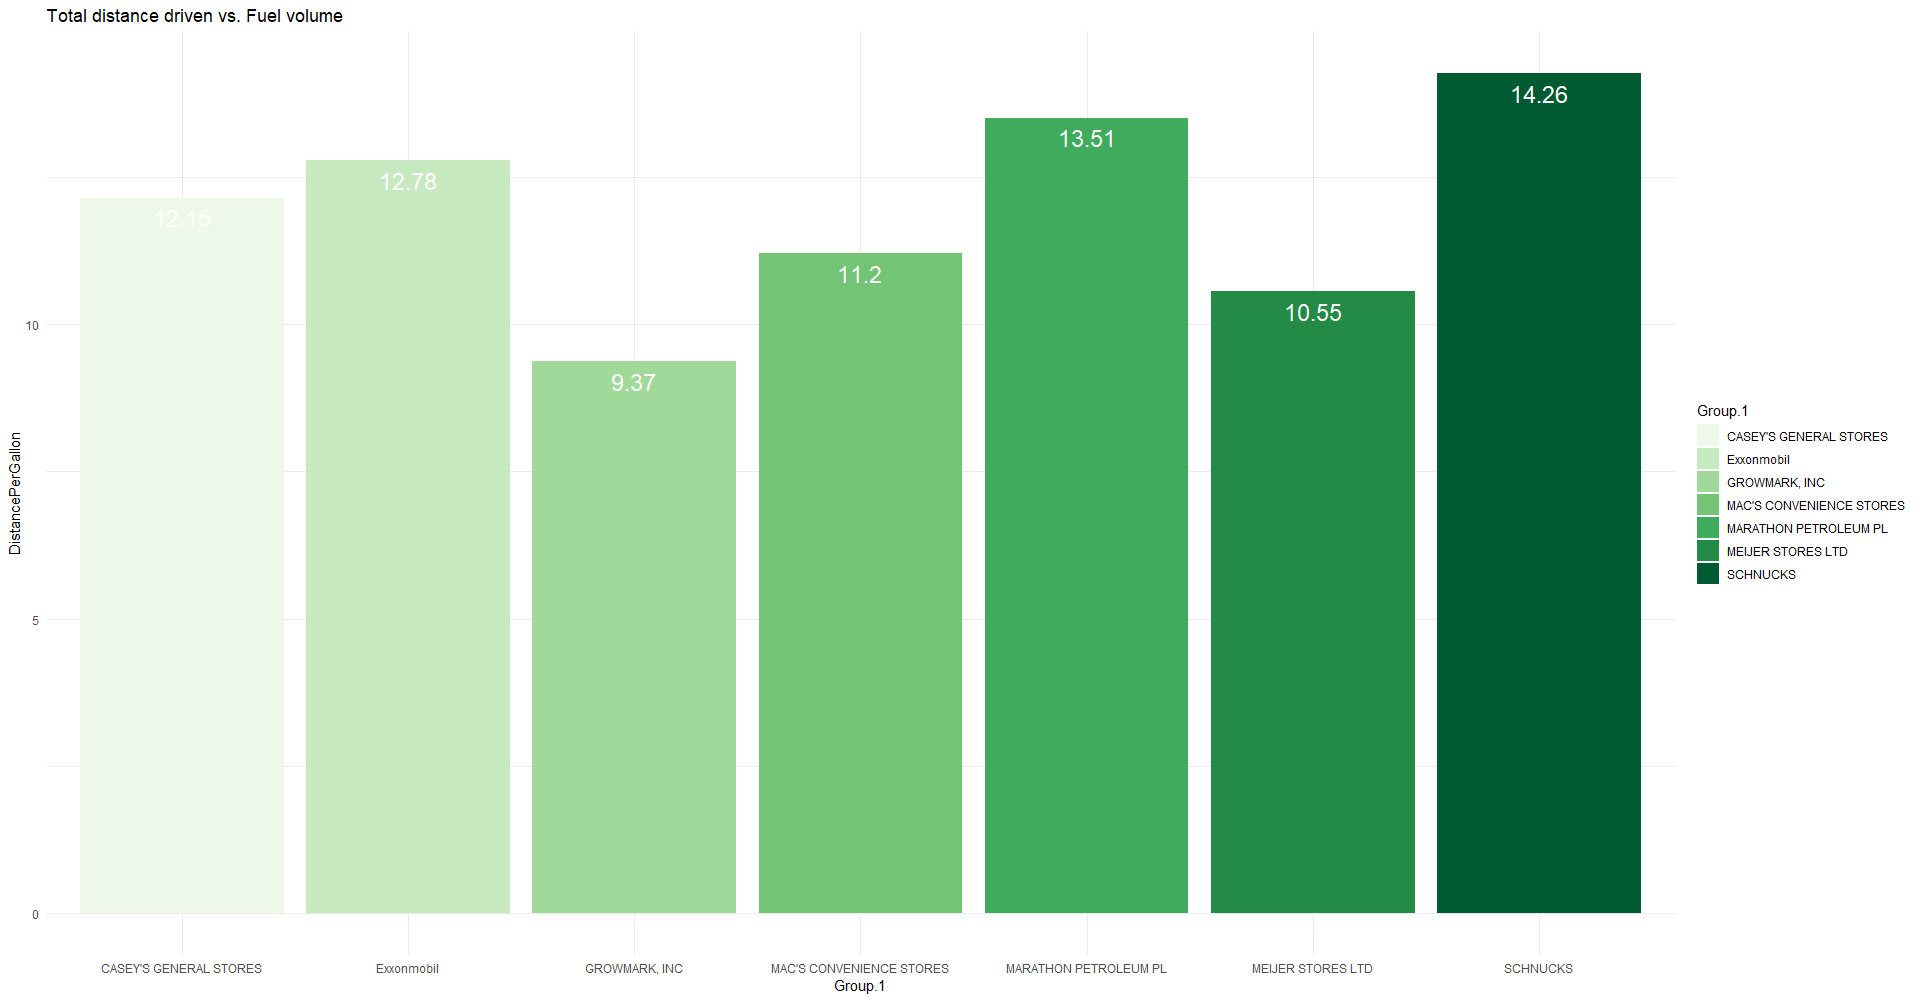 Total distance driven vs. Fuel volume
14.26
13.51
12.78
12.15
11.2
10.55
9.37
10
5
0
DistancePerGallon
CASEY'S GENERAL STORES
Exxonmobil
GROWMARK, INC
MAC'S CONVENIENCE STORES
MARATHON PETROLEUM PL
MEIJER STORES LTD
SCHNUCKS
Group.1
Group.1
CASEY'S GENERAL STORES
Exxonmobil
GROWMARK, INC
MAC'S CONVENIENCE STORES
MARATHON PETROLEUM PL
MEIJER STORES LTD
SCHNUCKS